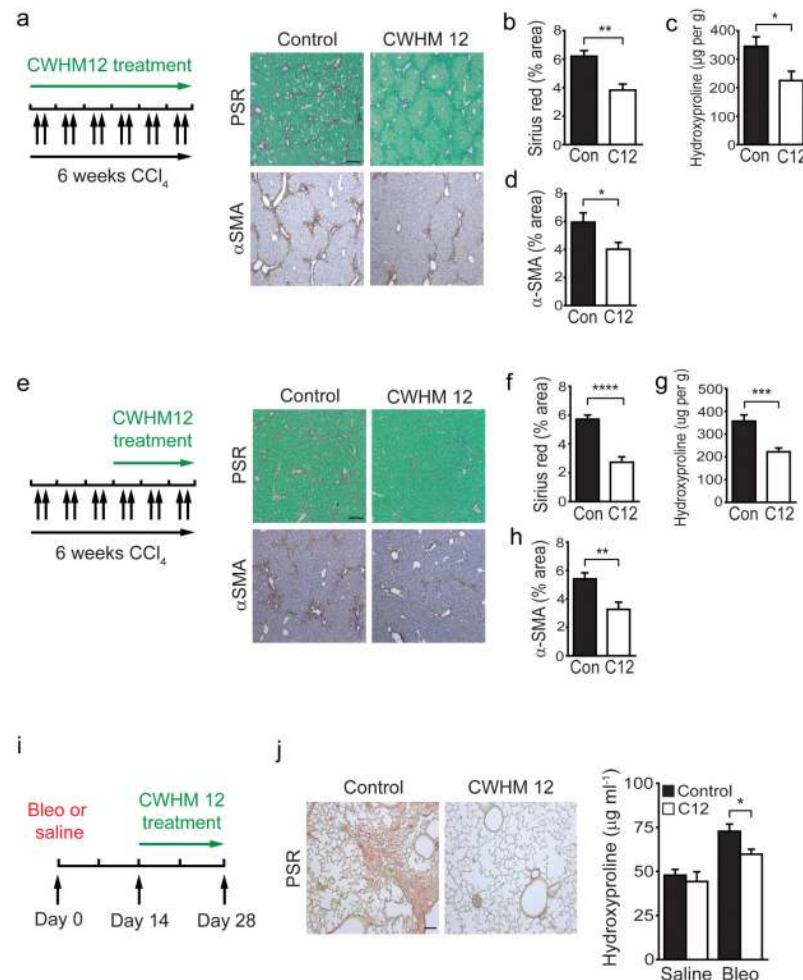 a
CWHM12 treatment
6 weeks CCl₄
Control
CWHM 12
PSR
αSMA
b
Sirius red (% area)
8
6
4
2
0
**
Con C12
c
Hydroxyproline (µg per g)
400
300
200
100
0
*
Con C12
d
α-SMA (% area)
8
6
4
2
0
*
Con C12
e
CWHM12
treatment
6 weeks CCl₄
Control
CWHM 12
PSR
αSMA
f
Sirius red (% area)
8
6
4
2
0
****
Con C12
g
Hydroxyproline (ug per g)
500
400
300
200
100
0
***
Con C12
h
α-SMA (% area)
8
6
4
2
0
**
Con C12
i
Bleo or
saline
CWHM 12
treatment
Day 0
Day 14
Day 28
j
Control
CWHM 12
PSR
Hydroxyproline (µg ml⁻¹)
100
75
50
25
0
Control
C12
*
Saline Bleo